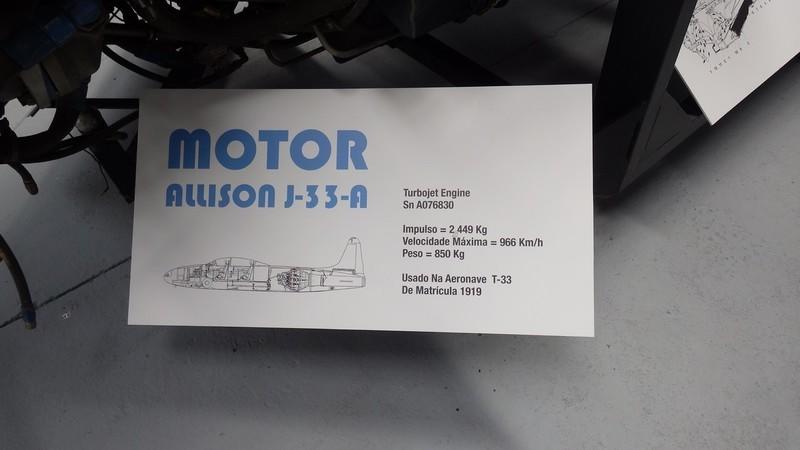 MOTOR
ALLISON J-33-A
Turbojet Engine
Sn A076830
Impulso = 2,449 Kg
Velocidade Máxima = 966 Km/h
Peso = 850 Kg
Usado Na Aeronave T-33
De Matrícula 1919